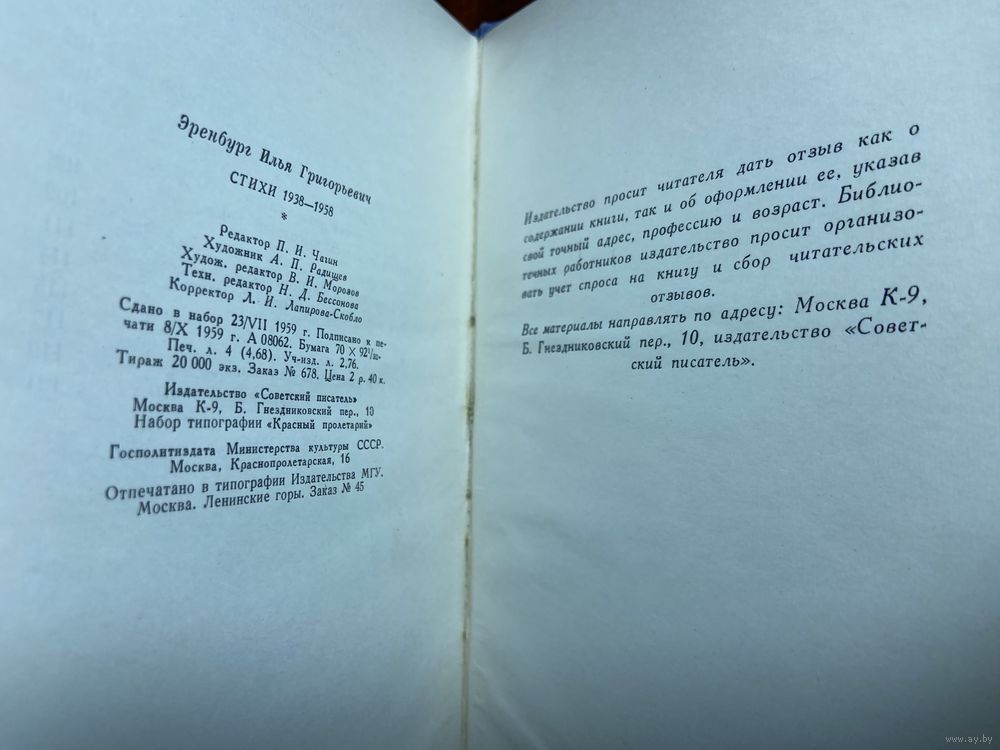 Эренбург Илья Григорьевич
СТИХИ 1938—1958
*
Редактор П. И. Чагин
Художник А. П. Радищев
Худож. редактор В. И. Морозов
Техн. редактор Н. Д. Бессонова
Корректор Л. И. Лапирова-Скобло
Сдано в набор 23/VII 1959 г. Подписано к пе-
чати 8/X 1959 г. А 08062. Бумага 70 × 92¹/₃₂.
Печ. л. 4 (4,68). Уч-изд. л. 2,76.
Тираж 20 000 экз. Заказ № 678. Цена 2 р. 40 к.
Издательство «Советский писатель»
Москва К-9, Б. Гнездниковский пер., 10
Набор типографии «Красный пролетарий»
Госполитиздата Министерства культуры СССР.
Москва, Краснопролетарская, 16
Отпечатано в типографии Издательства МГУ.
Москва. Ленинские горы. Заказ № 45
Издательство просит читателя дать отзыв как о
содержании книги, так и об оформлении ее, указав
свой точный адрес, профессию и возраст. Библио-
течных работников издательство просит организо-
вать учет спроса на книгу и сбор читательских
отзывов.
Все материалы направлять по адресу: Москва К-9,
Б. Гнездниковский пер., 10, издательство «Совет-
ский писатель».
www.ay.by